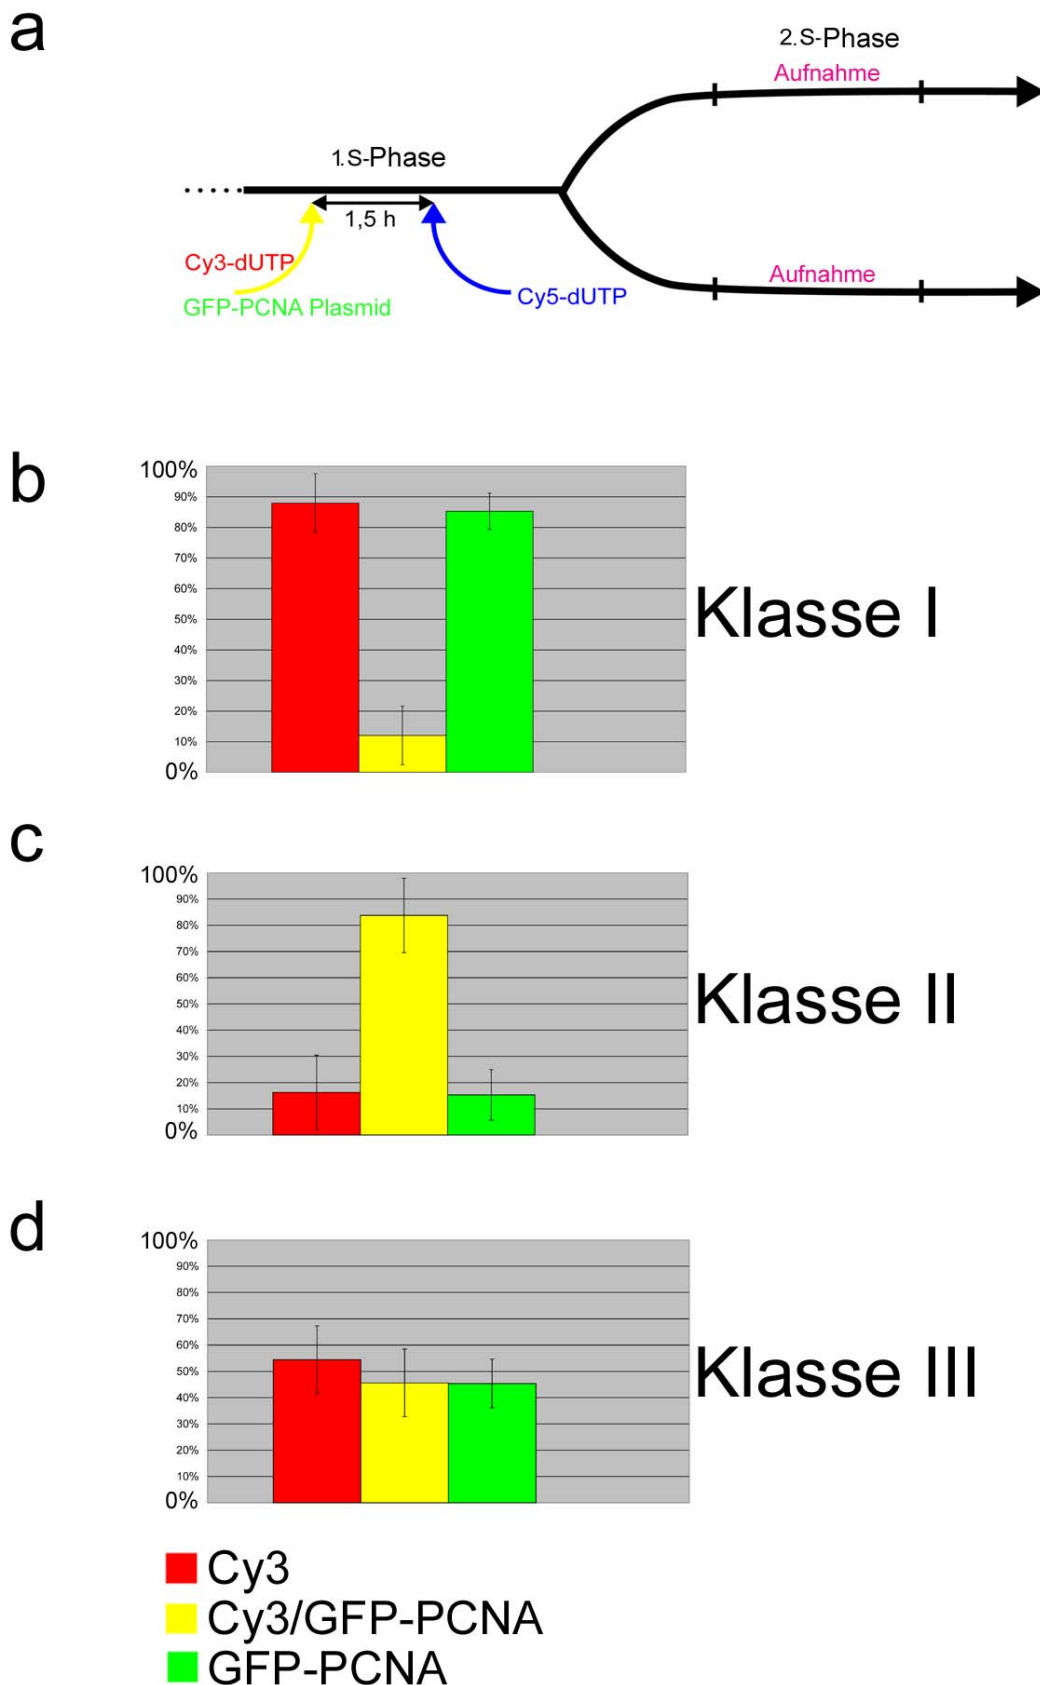 a
2.S-Phase
Aufnahme
1.S-Phase
1,5 h
Cy3-dUTP
GFP-PCNA Plasmid
Cy5-dUTP
Aufnahme
b
100%
90%
80%
70%
60%
50%
40%
30%
20%
10%
0%
Klasse I
c
100%
90%
80%
70%
60%
50%
40%
30%
20%
10%
0%
Klasse II
d
100%
90%
80%
70%
60%
50%
40%
30%
20%
10%
0%
Klasse III
Cy3
Cy3/GFP-PCNA
GFP-PCNA